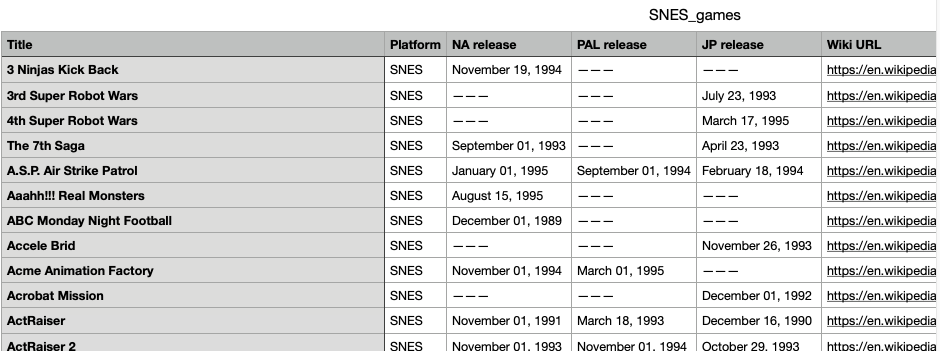 SNES_games
Title Platform NA release PAL release JP release Wiki URL
3 Ninjas Kick Back SNES November 19, 1994 ——— ——— https://en.wikipedia
3rd Super Robot Wars SNES ——— ——— July 23, 1993 https://en.wikipedia
4th Super Robot Wars SNES ——— ——— March 17, 1995 https://en.wikipedia
The 7th Saga SNES September 01, 1993 ——— April 23, 1993 https://en.wikipedia
A.S.P. Air Strike Patrol SNES January 01, 1995 September 01, 1994 February 18, 1994 https://en.wikipedia
Aaahh!!! Real Monsters SNES August 15, 1995 ——— ——— https://en.wikipedia
ABC Monday Night Football SNES December 01, 1989 ——— ——— https://en.wikipedia
Accele Brid SNES ——— ——— November 26, 1993 https://en.wikipedia
Acme Animation Factory SNES November 01, 1994 March 01, 1995 ——— https://en.wikipedia
Acrobat Mission SNES ——— ——— December 01, 1992 https://en.wikipedia
ActRaiser SNES November 01, 1991 March 18, 1993 December 16, 1990 https://en.wikipedia
ActRaiser 2 SNES November 01, 1993 November 01, 1994 October 29, 1993 https://en.wikipedia